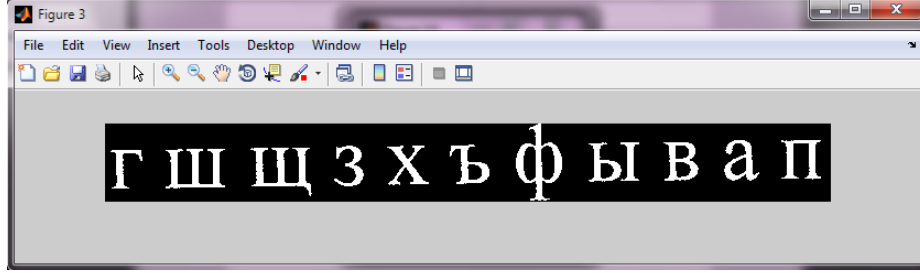 Figure 3
File Edit View Insert Tools Desktop Window Help
г ш щ з х ъ ф ы в а п